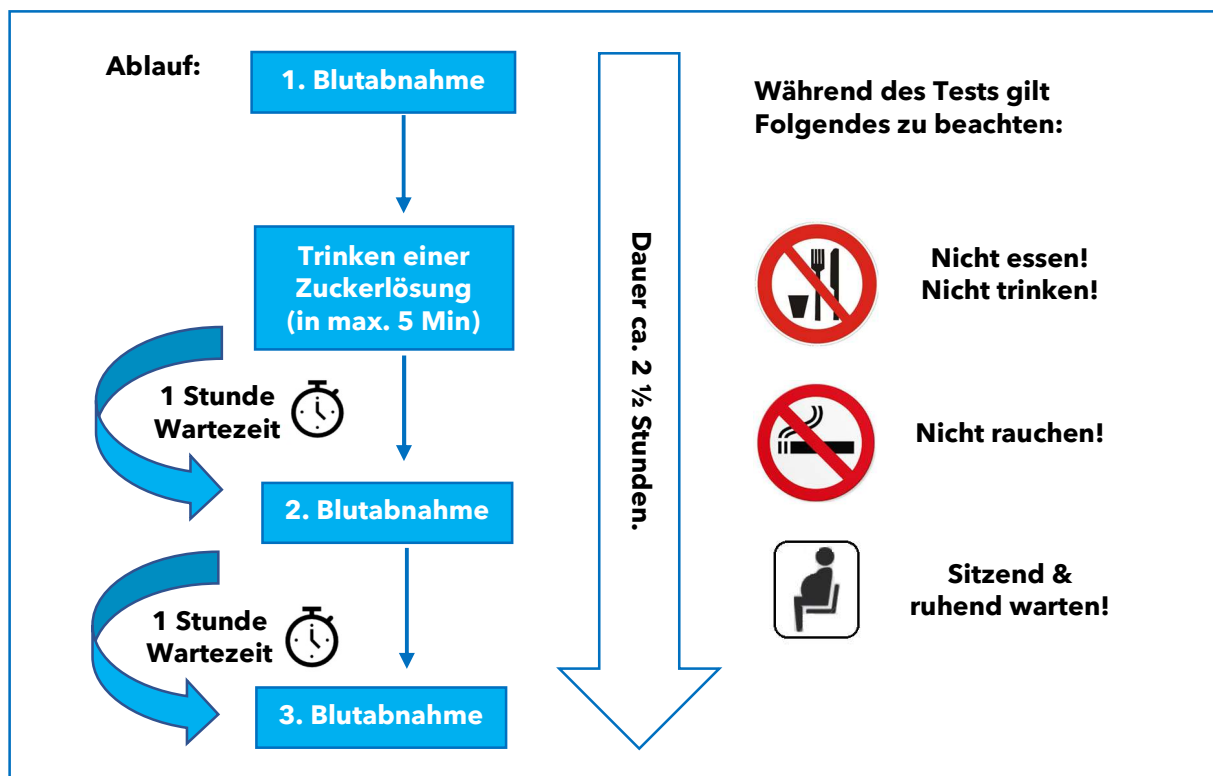 Ablauf:
1. Blutabnahme
Trinken einer
Zuckerlösung
(in max. 5 Min)
1 Stunde
Wartezeit
2. Blutabnahme
1 Stunde
Wartezeit
3. Blutabnahme
Dauer ca. 2 ½ Stunden.
Während des Tests gilt
Folgendes zu beachten:
Nicht essen!
Nicht trinken!
Nicht rauchen!
Sitzend &
ruhend warten!